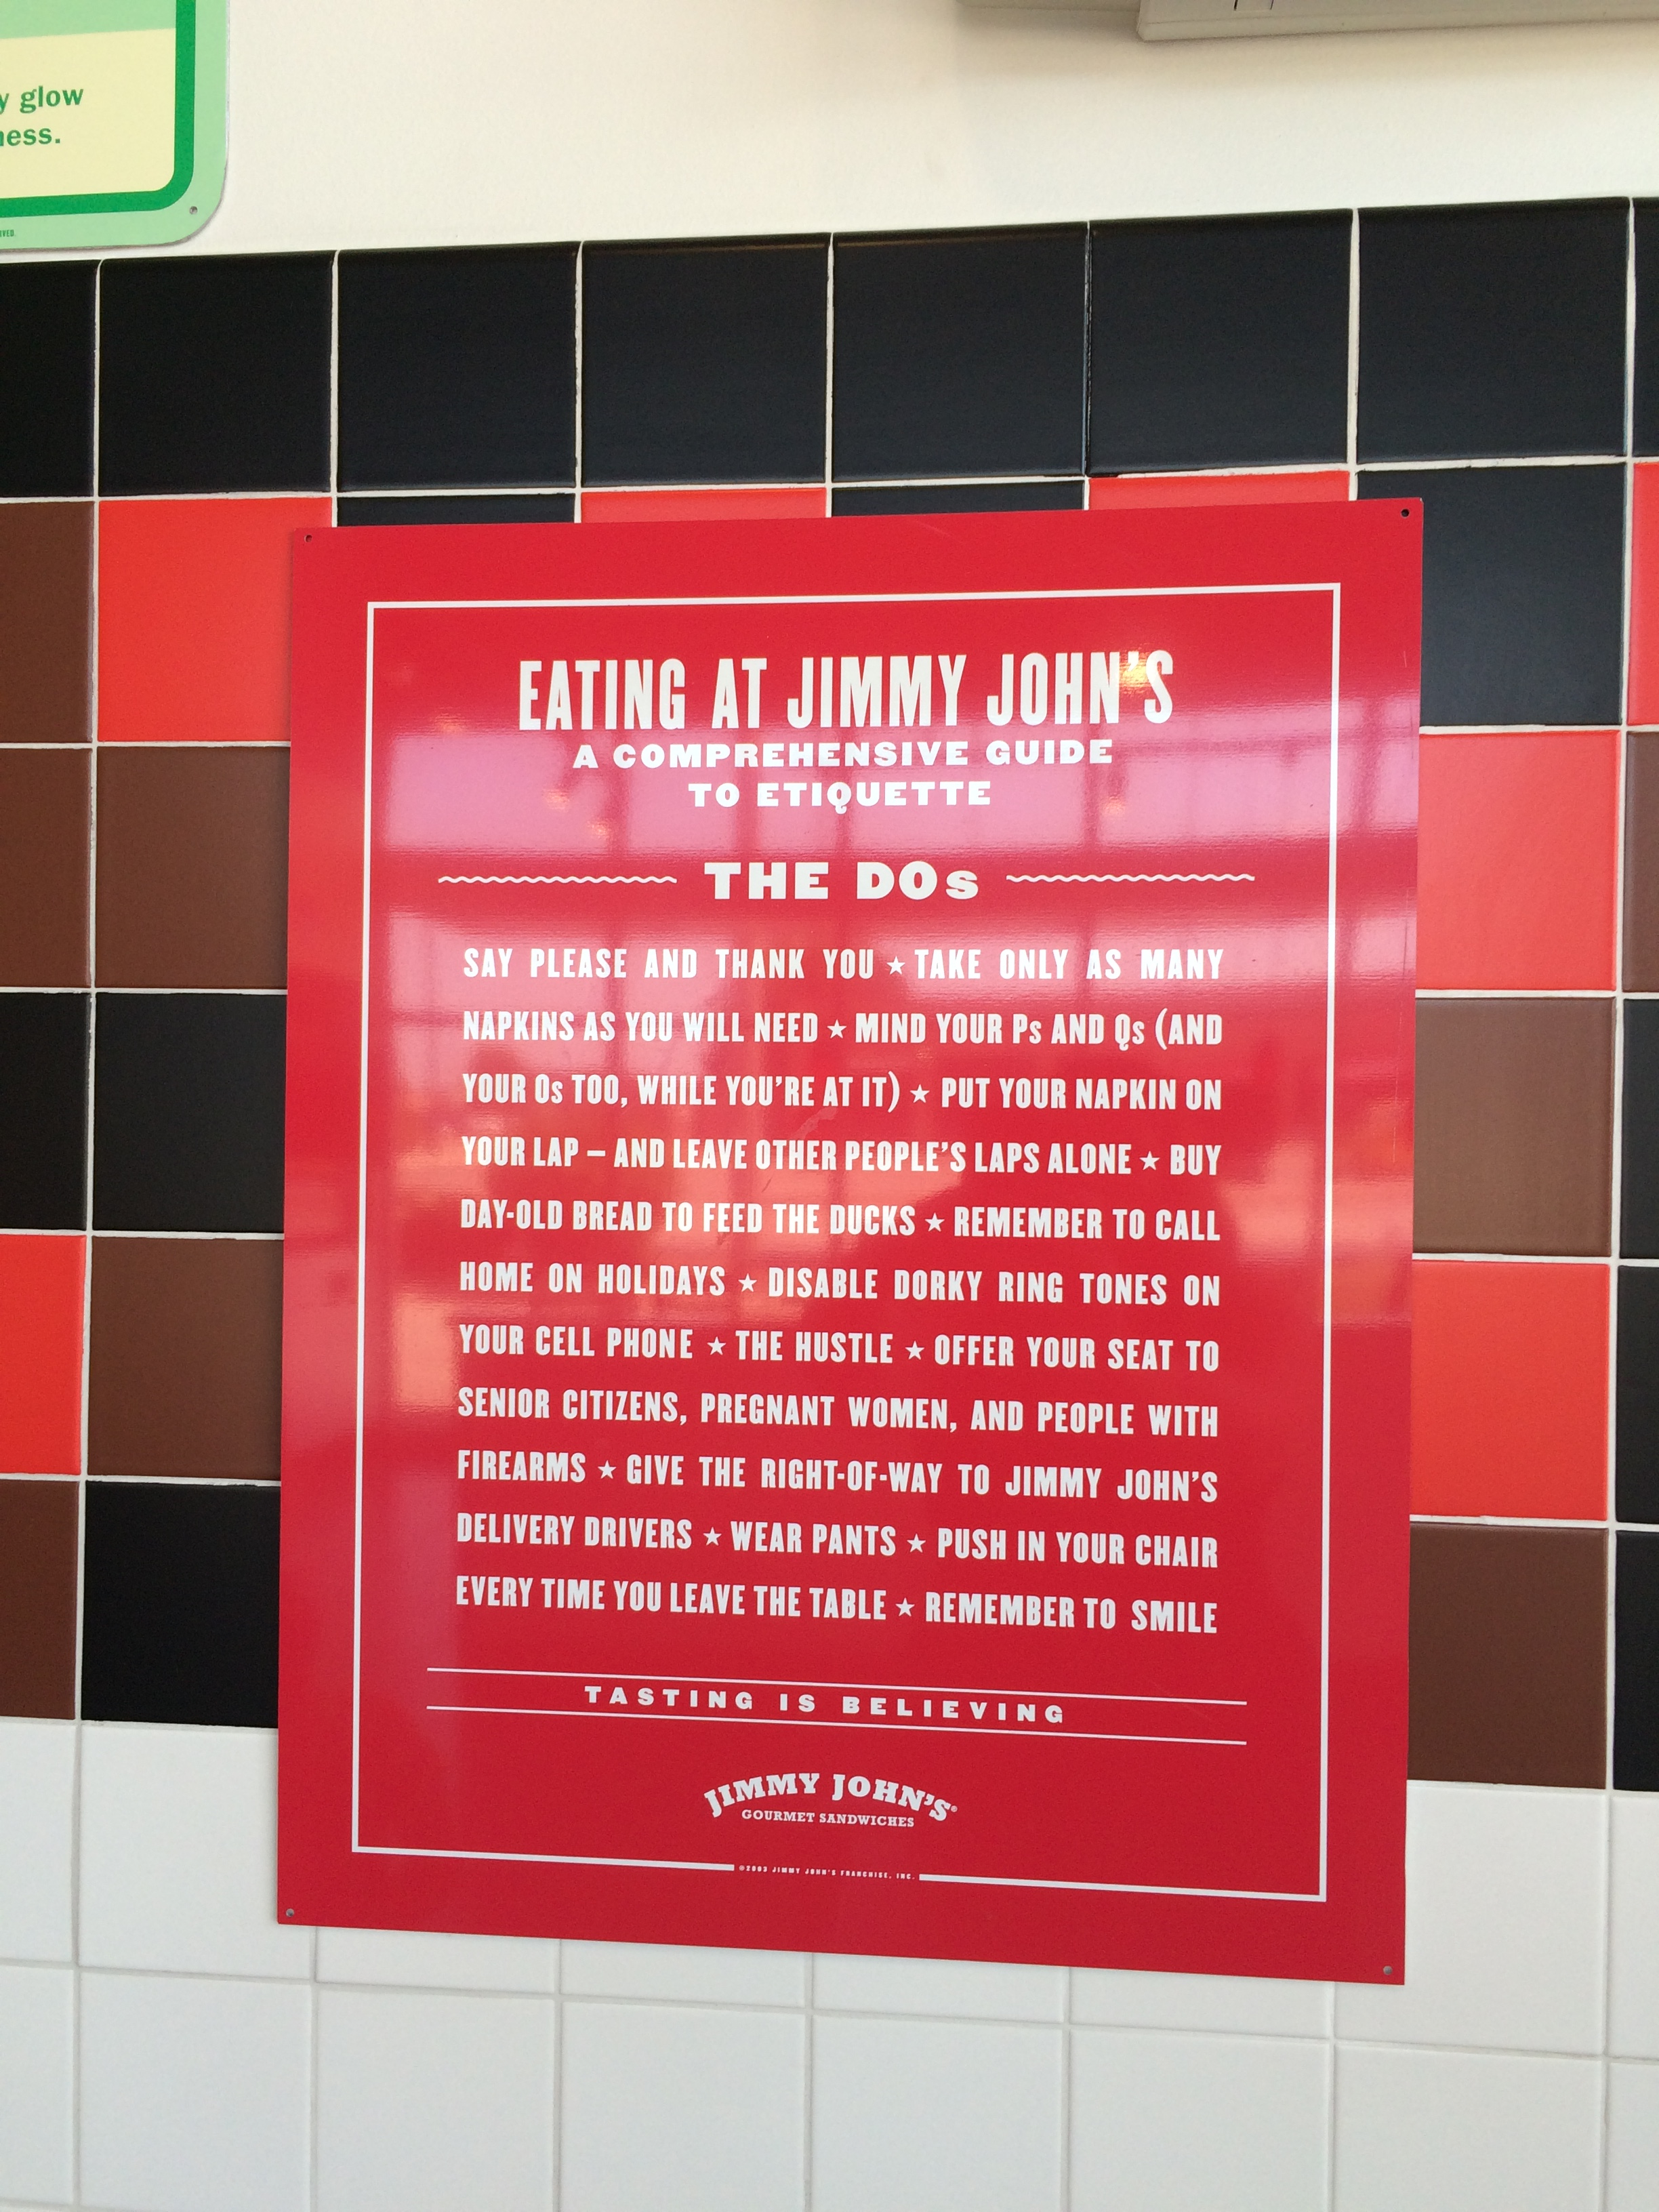 y glow
ness.
EATING AT JIMMY JOHN'S
A COMPREHENSIVE GUIDE
TO ETIQUETTE
THE DOs
SAY PLEASE AND THANK YOU ★ TAKE ONLY AS MANY
NAPKINS AS YOU WILL NEED ★ MIND YOUR Ps AND Qs (AND
YOUR Os TOO, WHILE YOU'RE AT IT) ★ PUT YOUR NAPKIN ON
YOUR LAP – AND LEAVE OTHER PEOPLE'S LAPS ALONE ★ BUY
DAY-OLD BREAD TO FEED THE DUCKS ★ REMEMBER TO CALL
HOME ON HOLIDAYS ★ DISABLE DORKY RING TONES ON
YOUR CELL PHONE ★ THE HUSTLE ★ OFFER YOUR SEAT TO
SENIOR CITIZENS, PREGNANT WOMEN, AND PEOPLE WITH
FIREARMS ★ GIVE THE RIGHT-OF-WAY TO JIMMY JOHN'S
DELIVERY DRIVERS ★ WEAR PANTS ★ PUSH IN YOUR CHAIR
EVERY TIME YOU LEAVE THE TABLE ★ REMEMBER TO SMILE
TASTING IS BELIEVING
JIMMY JOHN'S®
GOURMET SANDWICHES
©2003 JIMMY JOHN'S FRANCHISE, INC.